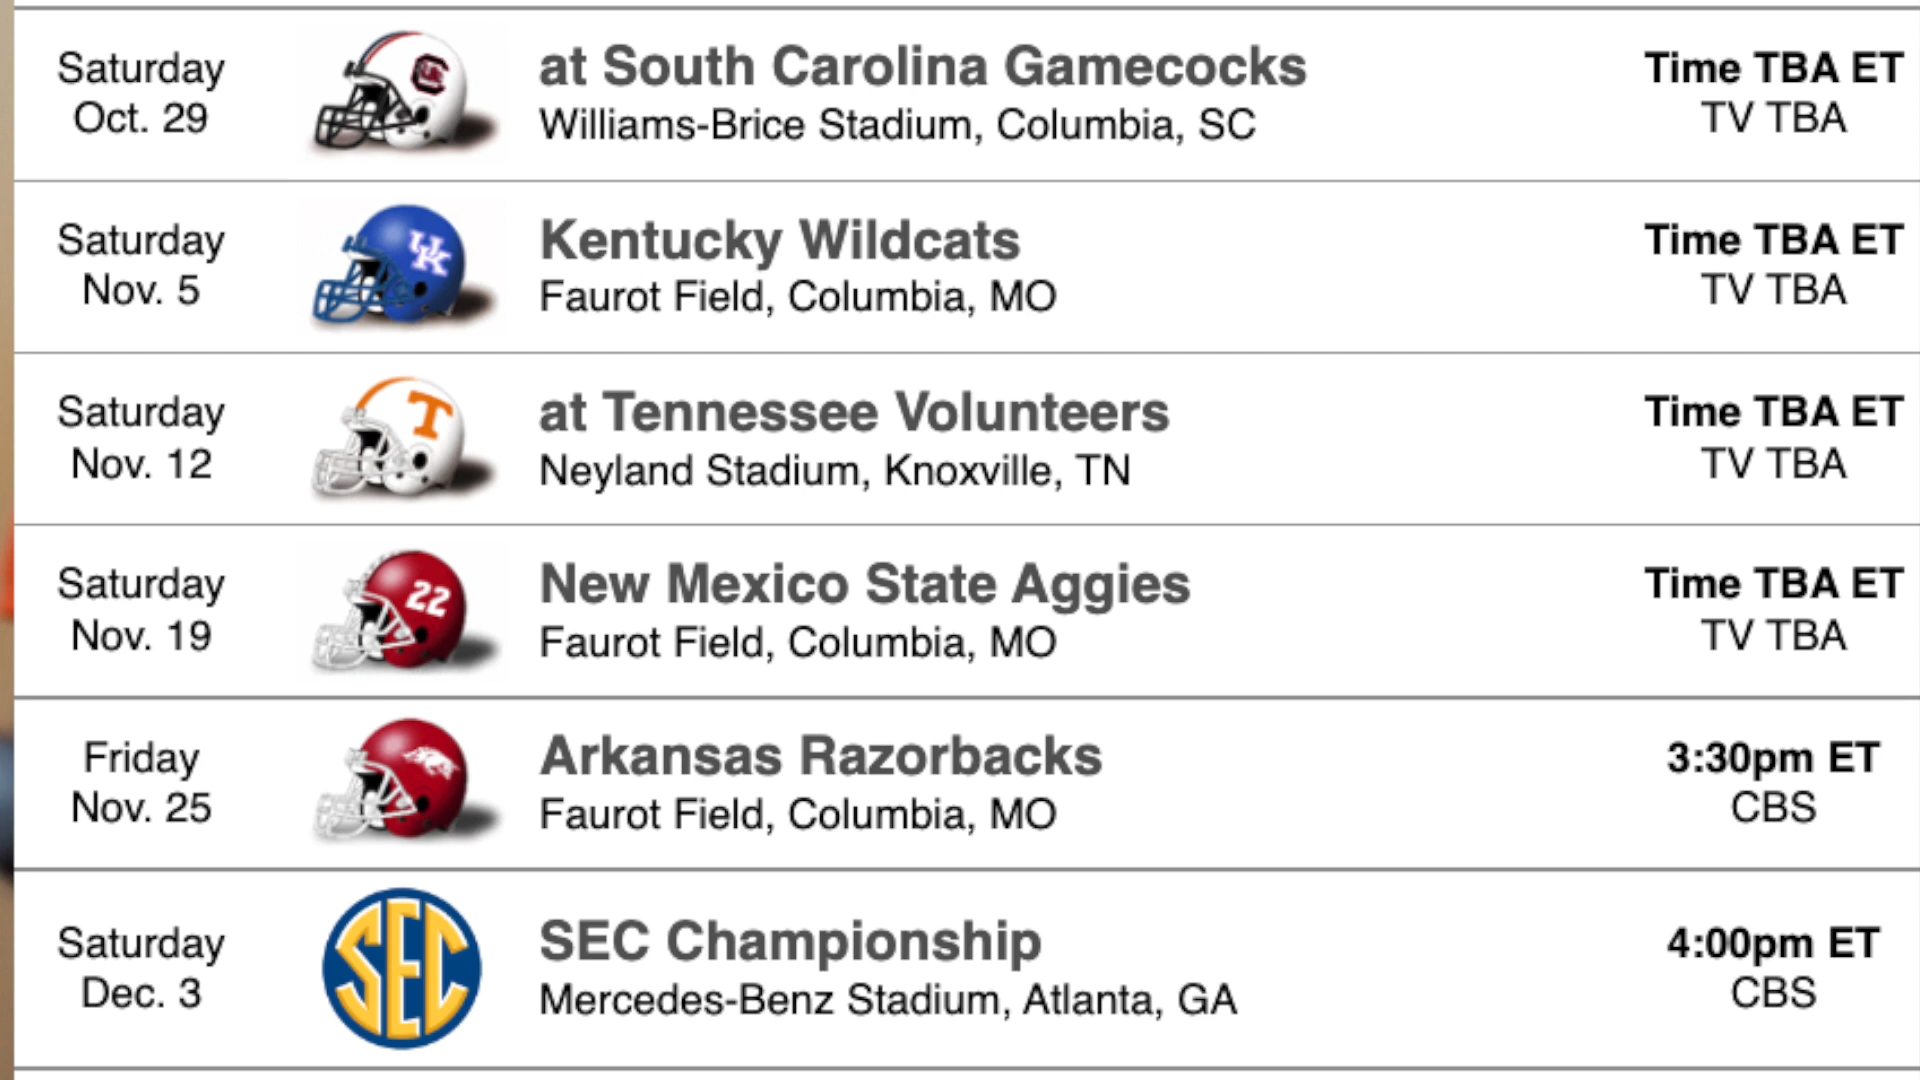 Saturday
Oct. 29
at South Carolina Gamecocks
Williams-Brice Stadium, Columbia, SC
Time TBA ET
TV TBA
Saturday
Nov. 5
UK
Kentucky Wildcats
Faurot Field, Columbia, MO
Time TBA ET
TV TBA
Saturday
Nov. 12
T
at Tennessee Volunteers
Neyland Stadium, Knoxville, TN
Time TBA ET
TV TBA
Saturday
Nov. 19
22
New Mexico State Aggies
Faurot Field, Columbia, MO
Time TBA ET
TV TBA
Friday
Nov. 25
Arkansas Razorbacks
Faurot Field, Columbia, MO
3:30pm ET
CBS
Saturday
Dec. 3
SEC
SEC Championship
Mercedes-Benz Stadium, Atlanta, GA
4:00pm ET
CBS